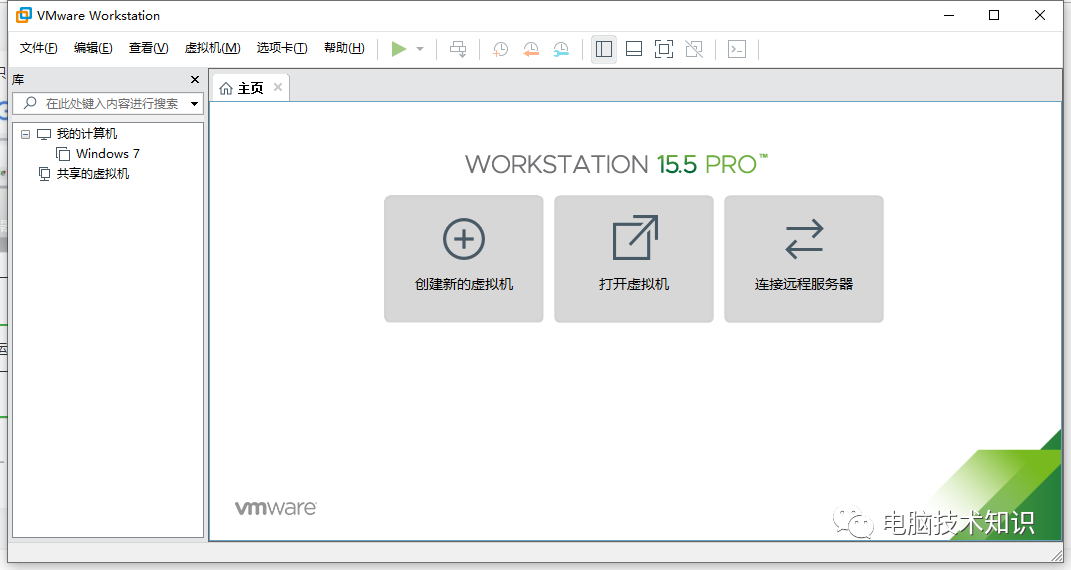 VMware Workstation
文件(F) 编辑(E) 查看(V) 虚拟机(M) 选项卡(T) 帮助(H)
库
主页
在此处键入内容进行搜索
我的计算机
Windows 7
共享的虚拟机
WORKSTATION 15.5 PRO™
创建新的虚拟机
打开虚拟机
连接远程服务器
vmware
电脑技术知识